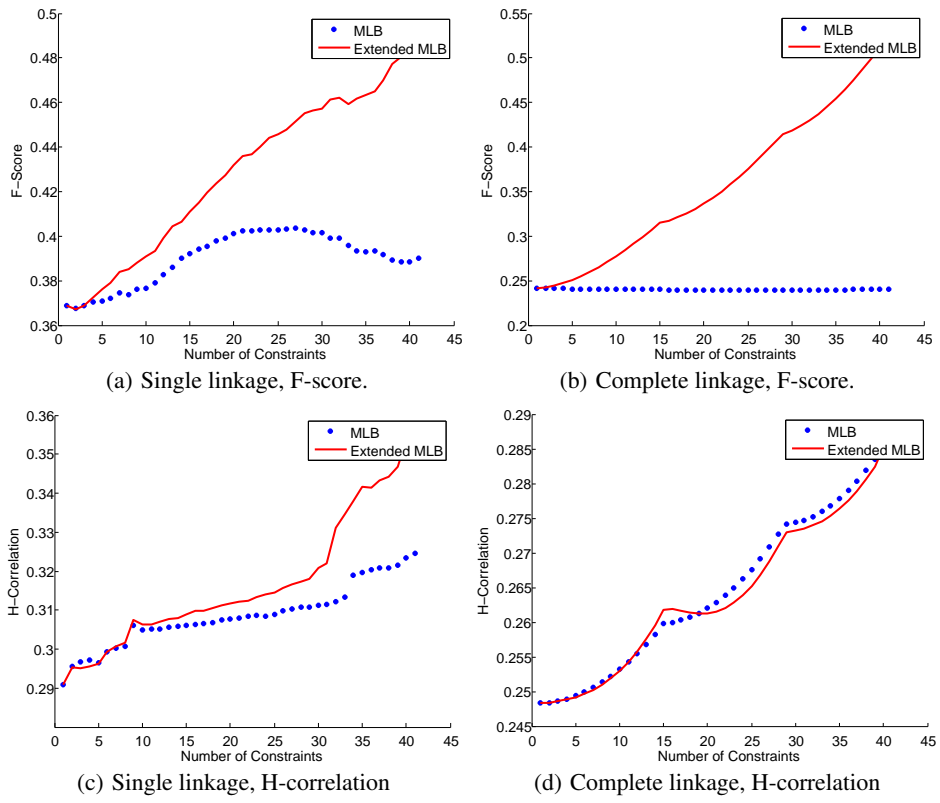 0.5
0.48
0.46
0.44
0.42
0.4
0.38
0.36
F-Score
0 5 10 15 20 25 30 35 40 45
Number of Constraints
MLB
Extended MLB
(a) Single linkage, F-score.
0.55
0.5
0.45
0.4
0.35
0.3
0.25
0.2
F-Score
0 5 10 15 20 25 30 35 40 45
Number of Constraints
MLB
Extended MLB
(b) Complete linkage, F-score.
0.36
0.35
0.34
0.33
0.32
0.31
0.3
0.29
H-Correlation
0 5 10 15 20 25 30 35 40 45
Number of Constraints
MLB
Extended MLB
(c) Single linkage, H-correlation
0.29
0.285
0.28
0.275
0.27
0.265
0.26
0.255
0.25
0.245
H-Correlation
0 5 10 15 20 25 30 35 40 45
Number of Constraints
MLB
Extended MLB
(d) Complete linkage, H-correlation